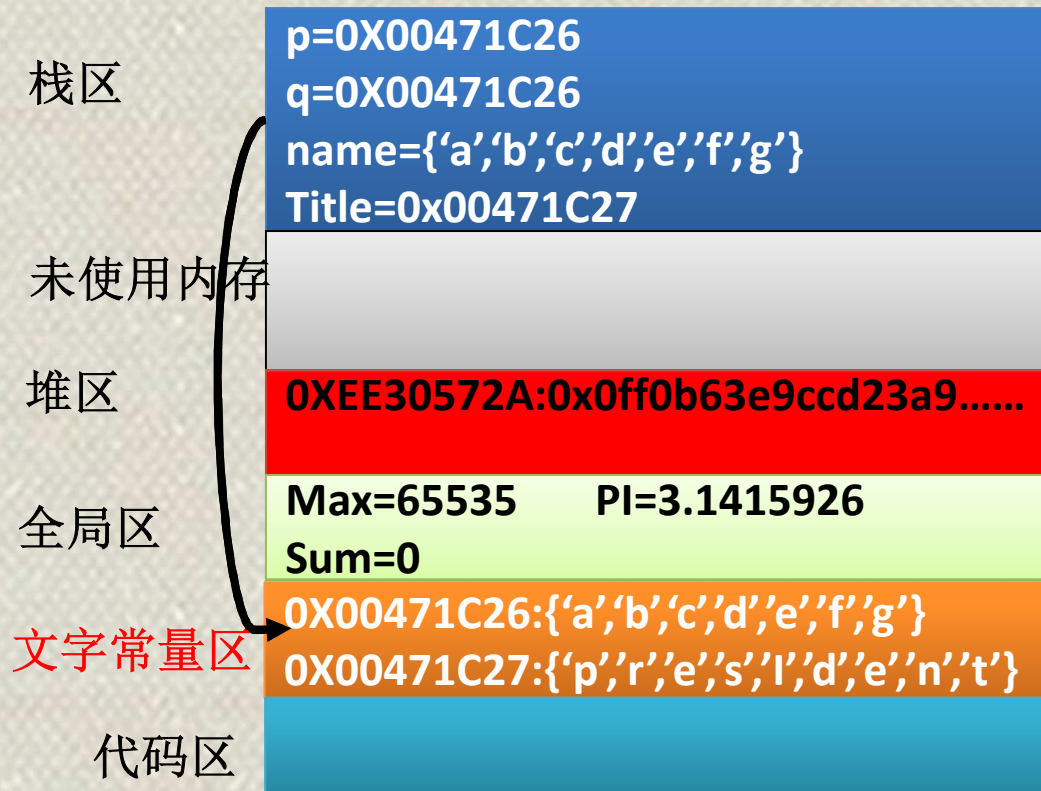 栈区
p=0X00471C26
q=0X00471C26
name={‘a’,‘b’,‘c’,’d’,’e’,’f’,’g’}
Title=0x00471C27
未使用内存
堆区
0XEE30572A:0x0ff0b63e9ccd23a9......
全局区
Max=65535 PI=3.1415926
Sum=0
文字常量区
0X00471C26:{‘a’,‘b’,‘c’,’d’,’e’,’f’,’g’}
0X00471C27:{‘p’,’r’,’e’,’s’,’I’,’d’,’e’,’n’,’t’}
代码区